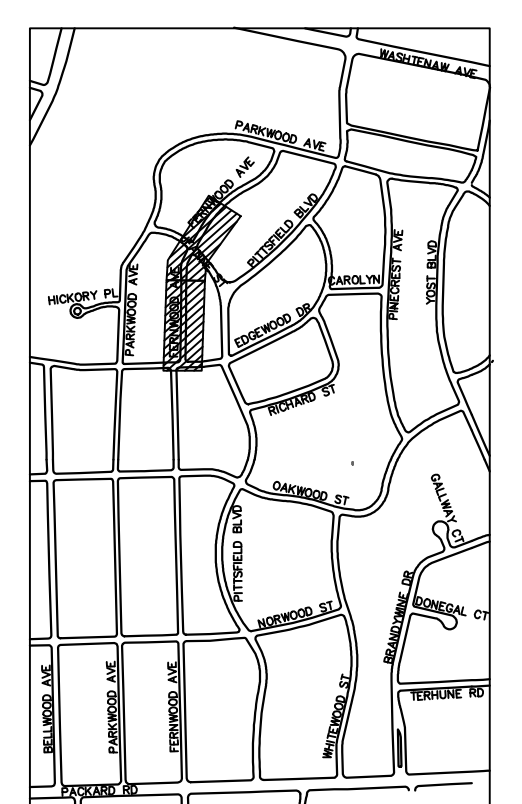 WASHTENAW AVE
PARKWOOD AVE
FERNWOOD AVE
PITTSFIELD BLVD
CAROLYN
PINECREST AVE
YOST BLVD
HICKORY PL
PARKWOOD AVE
FERNWOOD AVE
EDGEWOOD DR
RICHARD ST
OAKWOOD ST
GALLWAY CT
PITTSFIELD BLVD
NORWOOD ST
BRANDYWINE DR
DONEGAL CT
BELLWOOD AVE
PARKWOOD AVE
FERNWOOD AVE
WHITEWOOD ST
TERHUNE RD
PACKARD RD